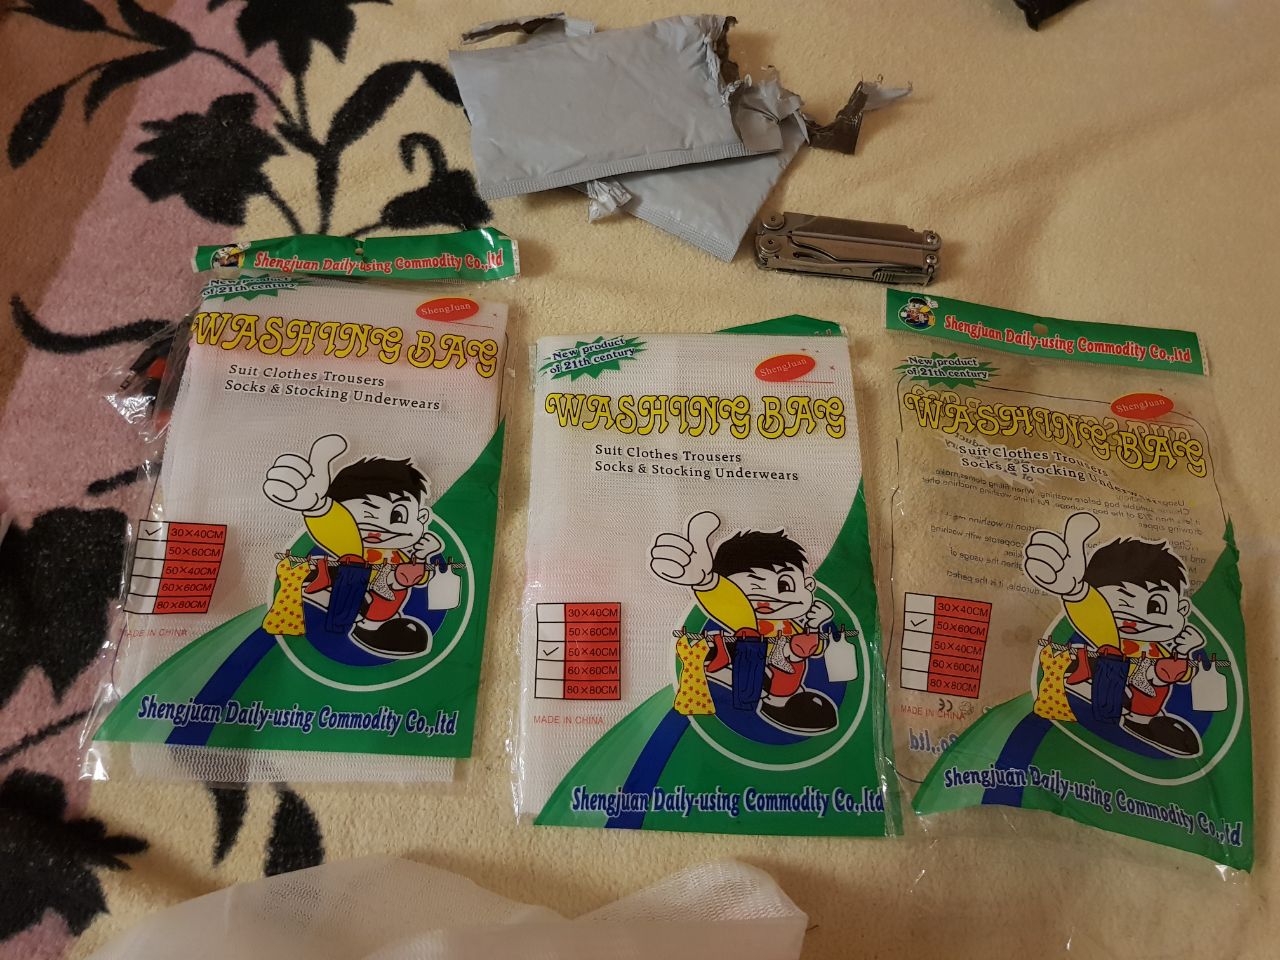 Shengjuan Daily-using Commodity Co.,ltd
New product
of 21th century
ShengJuan
WASHING BAG
Suit Clothes Trousers
Socks & Stocking Underwears
30×40CM
50×60CM
50×40CM
60×60CM
80×80CM
MADE IN CHINA
Shengjuan Daily-using Commodity Co.,ltd
New product
of 21th century
ShengJuan
WASHING BAG
Suit Clothes Trousers
Socks & Stocking Underwears
30×40CM
50×60CM
50×40CM
60×60CM
80×80CM
MADE IN CHINA
Shengjuan Daily-using Commodity Co.,ltd
Shengjuan Daily-using Commodity Co.,ltd
New product
of 21th century
ShengJuan
WASHING BAG
Suit Clothes Trousers
Socks & Stocking Underwears
30×40CM
50×60CM
50×40CM
60×60CM
80×80CM
MADE IN CHINA
Shengjuan Daily-using Commodity Co.,ltd